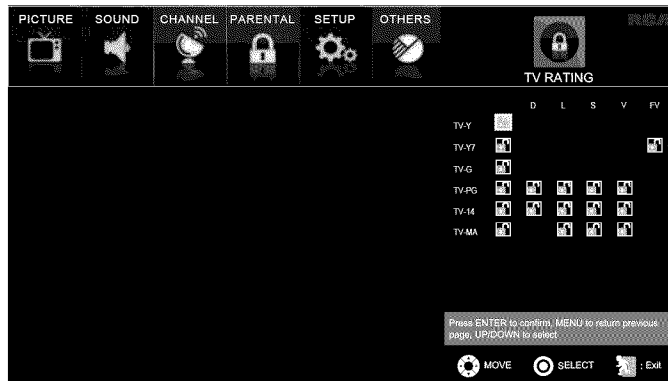 PICTURE SOUND CHANNEL PARENTAL SETUP OTHERS
RCA
TV RATING
D L S V FV
TV-Y
TV-Y7
TV-G
TV-PG
TV-14
TV-MA
Press ENTER to confirm, MENU to return previous
page, UP/DOWN to select
MOVE SELECT : Exit